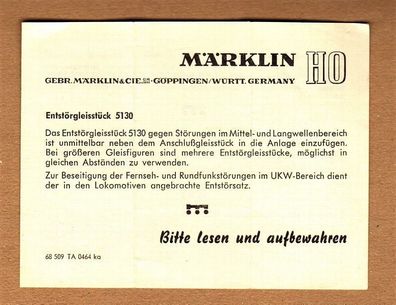 MÄRKLIN HO
GEBR. MÄRKLIN & CIE. GÖPPINGEN/WÜRTT. GERMANY
Entstörgleisstück 5130
Das Entstörgleisstück 5130 gegen Störungen im Mittel- und Langwellenbereich
ist unmittelbar neben dem Anschlußgleisstück in die Anlage einzufügen.
Bei größeren Gleisfiguren sind mehrere Entstörgleisstücke, möglichst in
gleichen Abständen zu verwenden.
Zur Beseitigung der Fernseh- und Rundfunkstörungen im UKW-Bereich dient
der in den Lokomotiven angebrachte Entstörsatz.
Bitte lesen und aufbewahren
68 509 TA 0464 ka